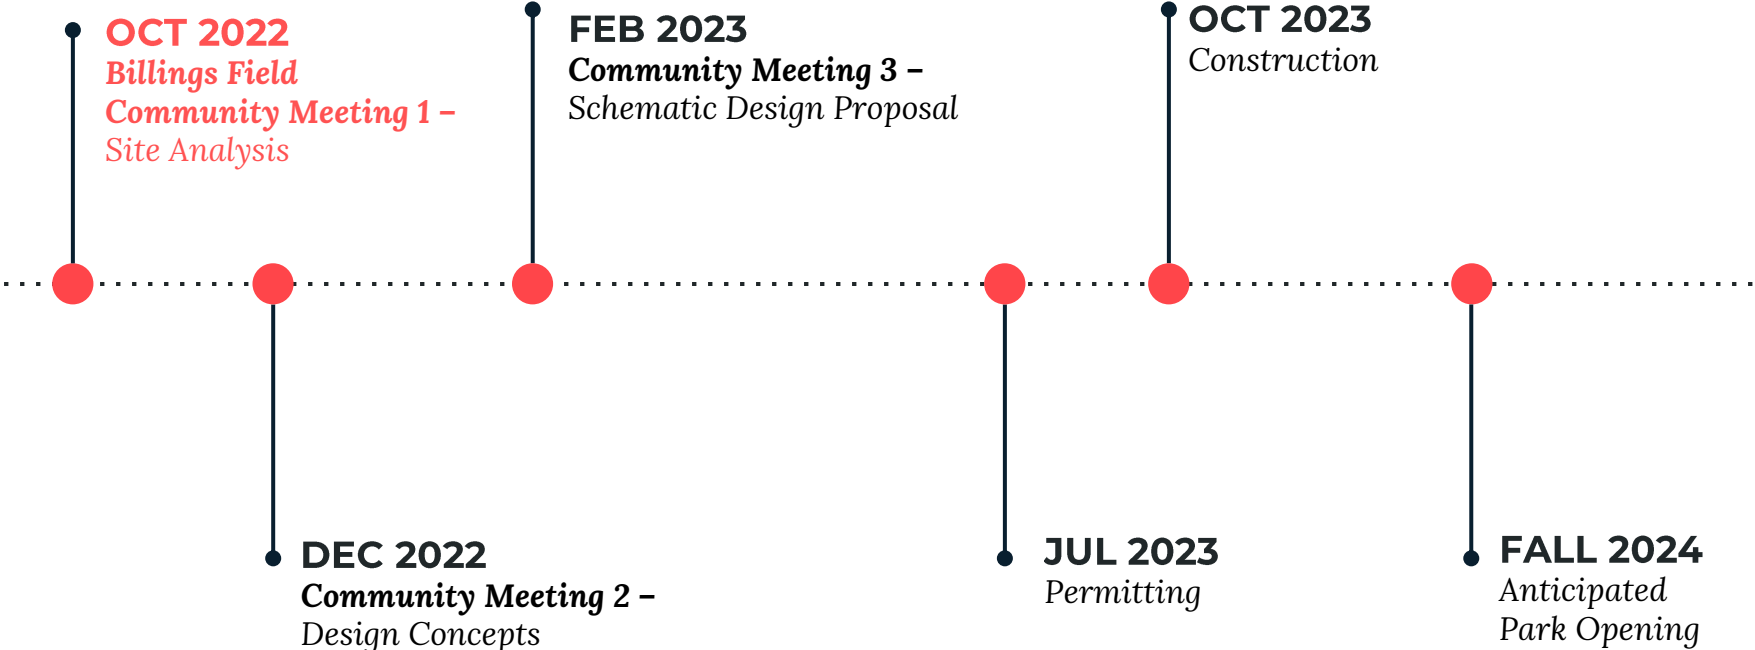 OCT 2022
Billings Field
Community Meeting 1 –
Site Analysis
DEC 2022
Community Meeting 2 –
Design Concepts
FEB 2023
Community Meeting 3 –
Schematic Design Proposal
JUL 2023
Permitting
OCT 2023
Construction
FALL 2024
Anticipated
Park Opening